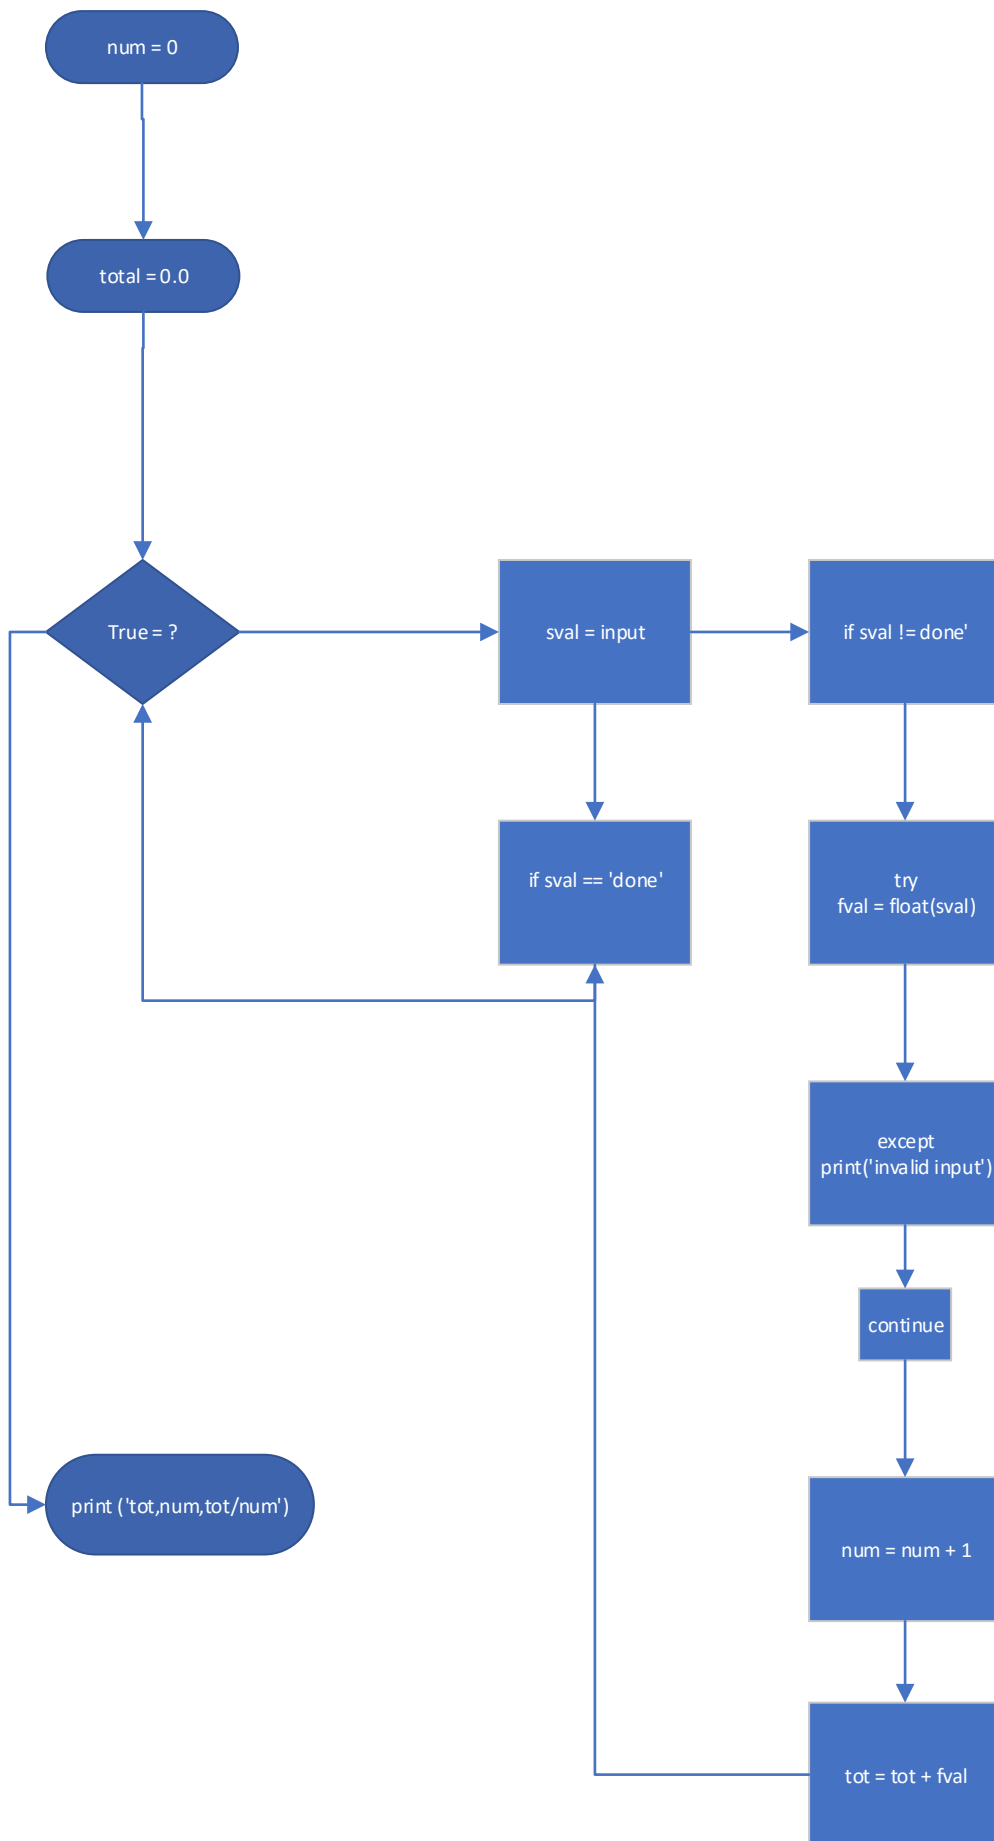 num = 0
total = 0.0
True = ?
sval = input
if sval != done'
if sval == 'done'
try
fval = float(sval)
except
print('invalid input')
continue
print ('tot,num,tot/num')
num = num + 1
tot = tot + fval